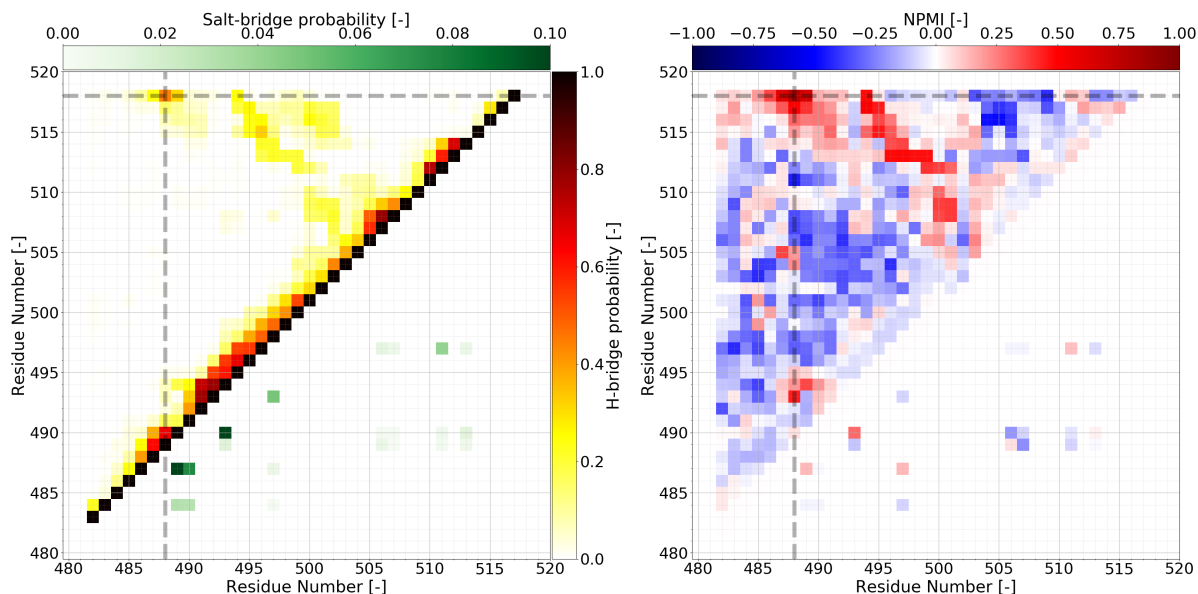 Salt-bridge probability [-]
0.00 0.02 0.04 0.06 0.08 0.10
520
515
510
505
500
495
490
485
480
Residue Number [-]
480 485 490 495 500 505 510 515 520
Residue Number [-]
1.0
0.8
0.6
0.4
0.2
0.0
H-bridge probability [-]
NPMI [-]
−1.00 −0.75 −0.50 −0.25 0.00 0.25 0.50 0.75 1.00
520
515
510
505
500
495
490
485
480
Residue Number [-]
480 485 490 495 500 505 510 515 520
Residue Number [-]